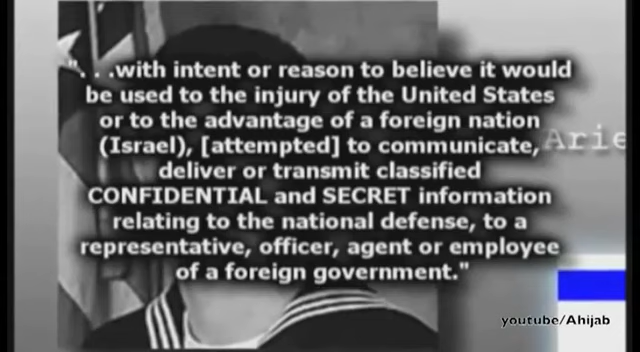 ". . .with intent or reason to believe it would
be used to the injury of the United States
or to the advantage of a foreign nation
(Israel), [attempted] to communicate,
Arie
deliver or transmit classified
CONFIDENTIAL and SECRET information
relating to the national defense, to a
representative, officer, agent or employee
of a foreign government."
youtube/Ahijab